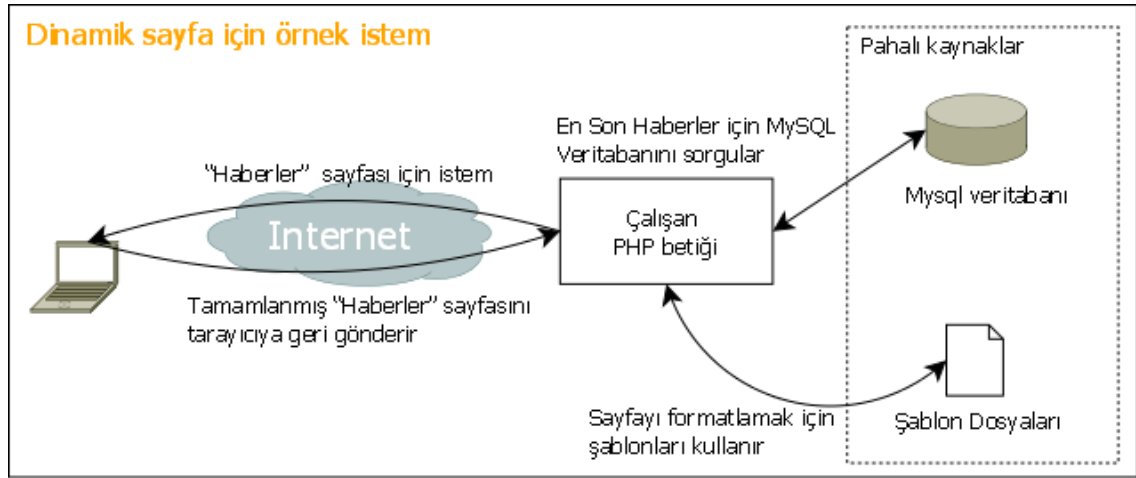 Dinamik sayfa için örnek istem
Pahalı kaynaklar
En Son Haberler için MySQL
Veritabanını sorgular
"Haberler" sayfası için istem
Mysql veritabanı
Internet
Çalışan
PHP betiği
Tamamlanmış "Haberler" sayfasını
tarayıcıya geri gönderir
Sayfayı formatlamak için
şablonları kullanır
Şablon Dosyaları